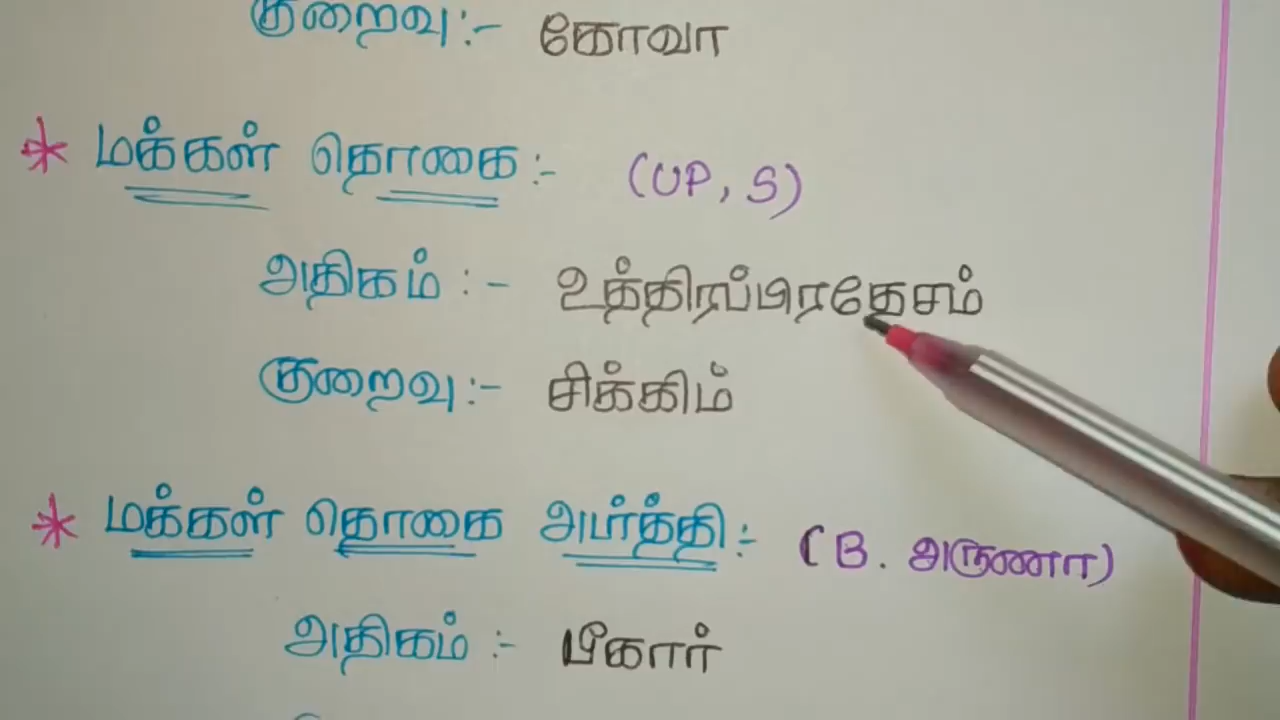 குறைவு:- கோவா
* மக்கள் தொகை:- (UP, S)
அதிகம் :- உத்திரப்பிரதேசம்
குறைவு:- சிக்கிம்
* மக்கள் தொகை அடர்த்தி:- (B. அருணா)
அதிகம் :- பீகார்